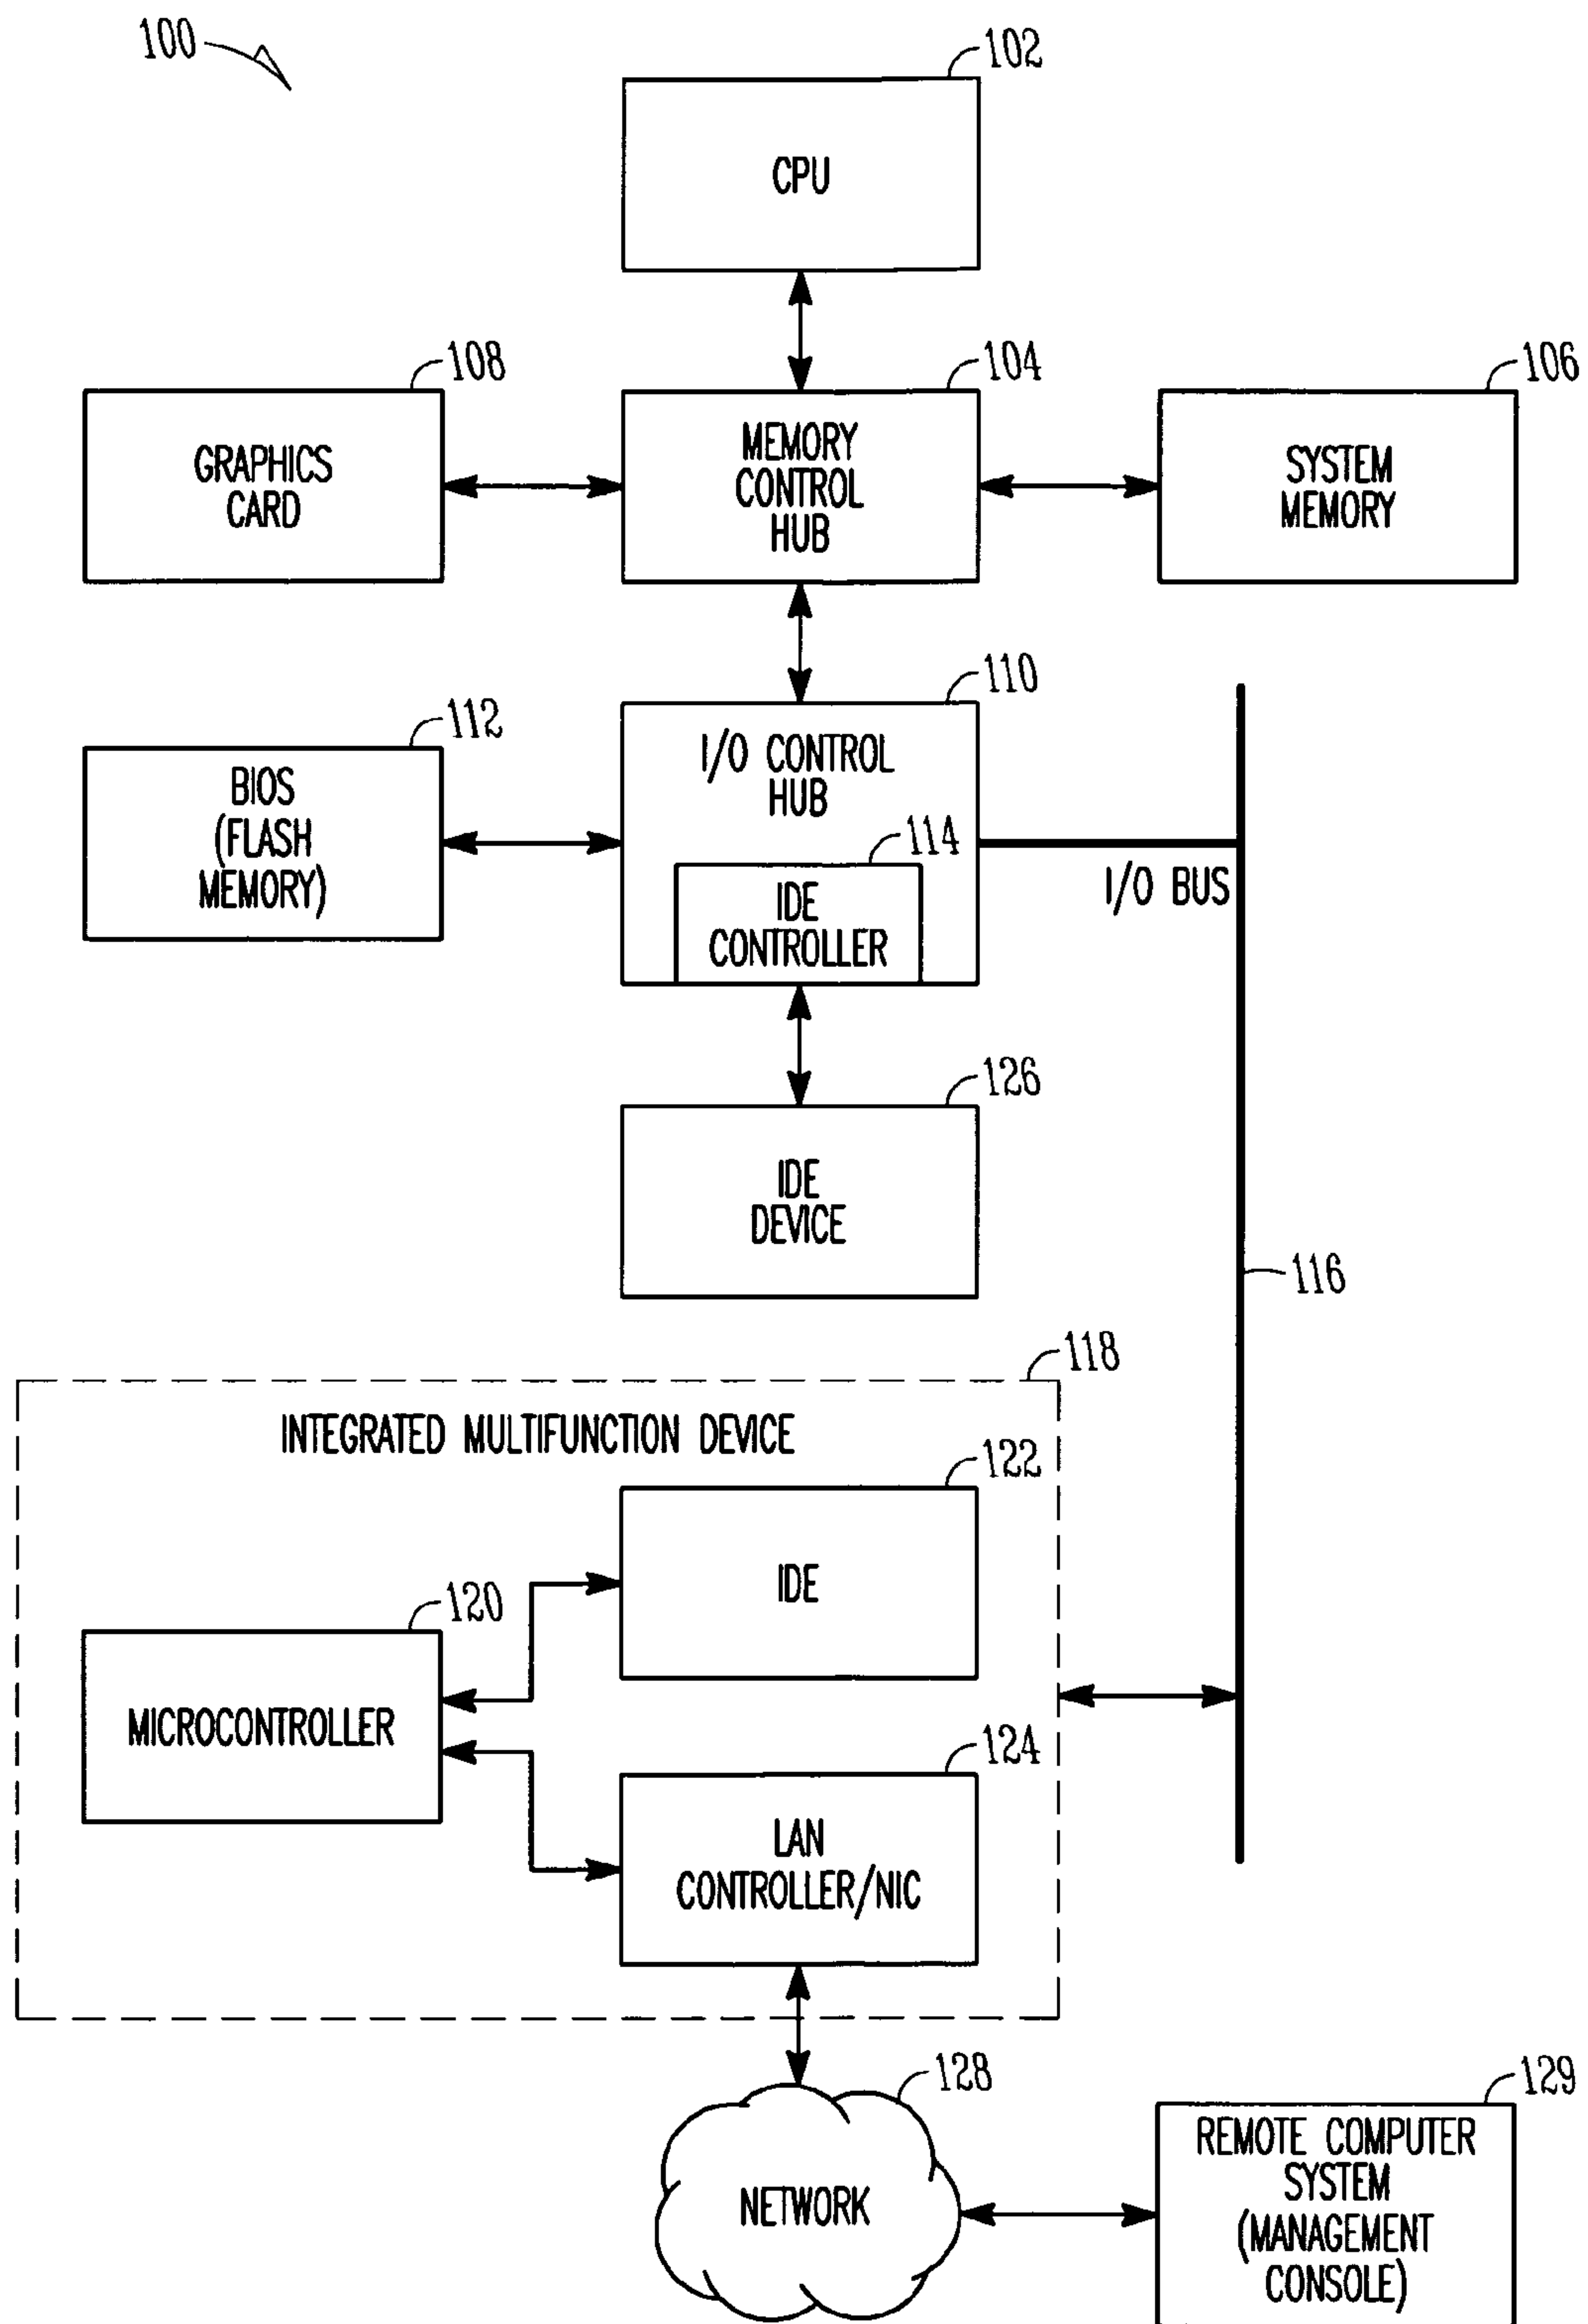 100
102
CPU
108
104
106
GRAPHICS
CARD
MEMORY
CONTROL
HUB
SYSTEM
MEMORY
112
110
BIOS
(FLASH
MEMORY)
I/O CONTROL
HUB
114
IDE
CONTROLLER
I/O BUS
126
IDE
DEVICE
116
118
INTEGRATED MULTIFUNCTION DEVICE
122
IDE
120
MICROCONTROLLER
124
LAN
CONTROLLER/NIC
128
NETWORK
129
REMOTE COMPUTER
SYSTEM
(MANAGEMENT
CONSOLE)